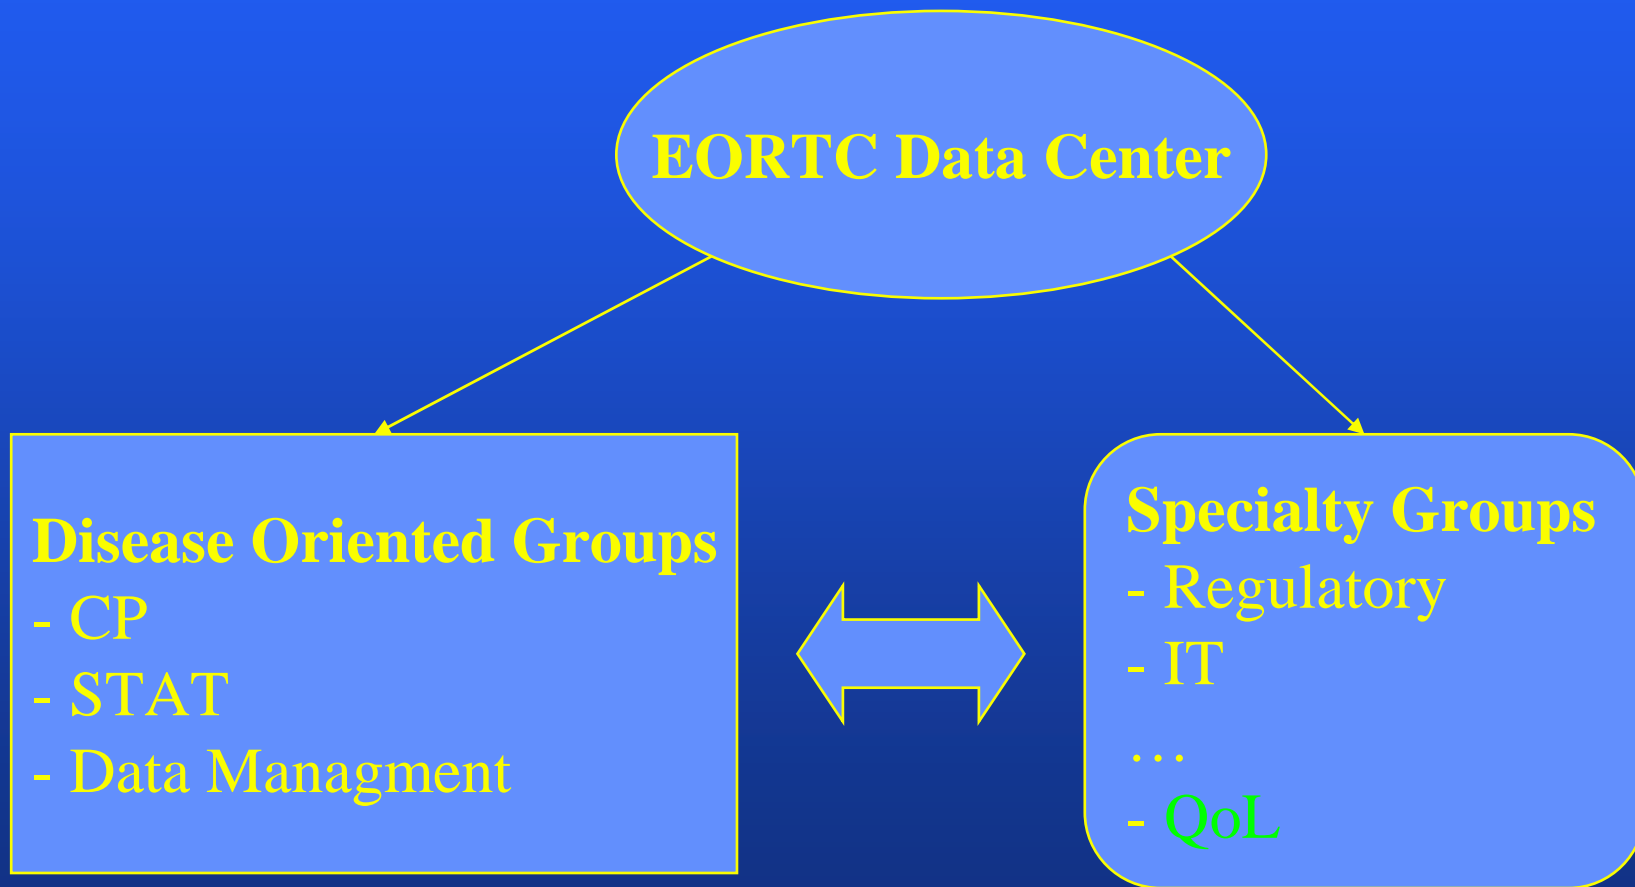 EORTC Data Center
Disease Oriented Groups
- CP
- STAT
- Data Managment
Specialty Groups
- Regulatory
- IT
…
- QoL